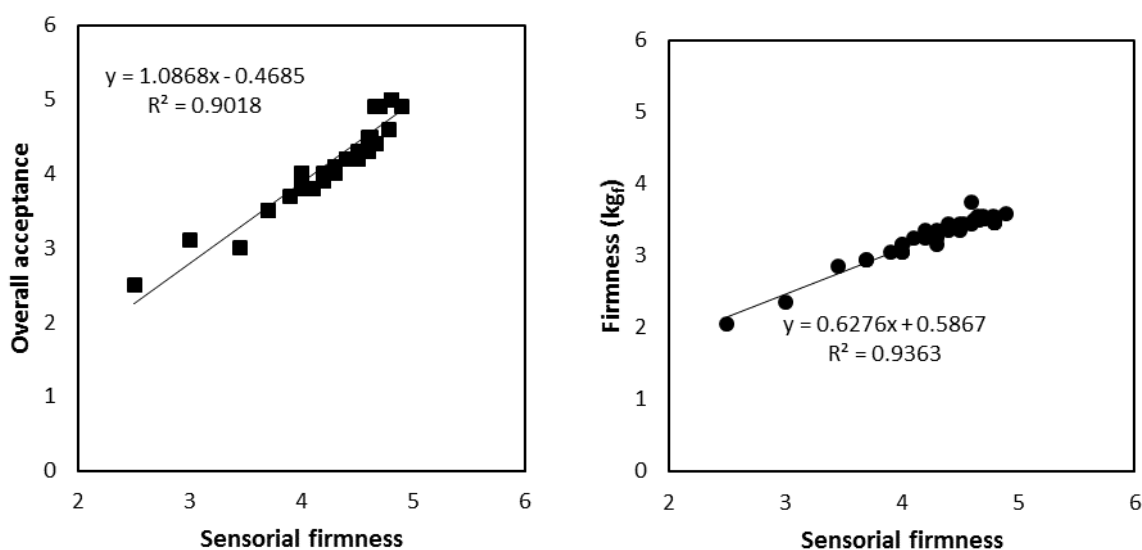 6
5
4
3
2
1
0
Overall acceptance
y = 1.0868x - 0.4685
R² = 0.9018
2 3 4 5 6
Sensorial firmness
6
5
4
3
2
1
0
Firmness (kgf)
y = 0.6276x + 0.5867
R² = 0.9363
2 3 4 5 6
Sensorial firmness